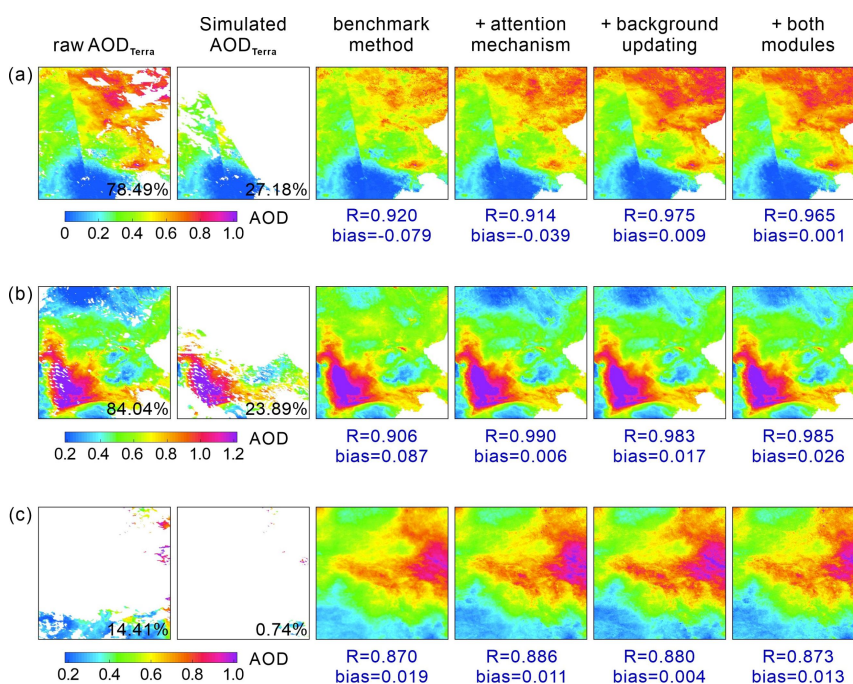 raw AOD_Terra
Simulated
AOD_Terra
benchmark
method
+ attention
mechanism
+ background
updating
+ both
modules
(a)
78.49%
27.18%
0 0.2 0.4 0.6 0.8 1.0 AOD
R=0.920
bias=-0.079
R=0.914
bias=-0.039
R=0.975
bias=0.009
R=0.965
bias=0.001
(b)
84.04%
23.89%
0.2 0.4 0.6 0.8 1.0 1.2 AOD
R=0.906
bias=0.087
R=0.990
bias=0.006
R=0.983
bias=0.017
R=0.985
bias=0.026
(c)
14.41%
0.74%
0.2 0.4 0.6 0.8 1.0 AOD
R=0.870
bias=0.019
R=0.886
bias=0.011
R=0.880
bias=0.004
R=0.873
bias=0.013